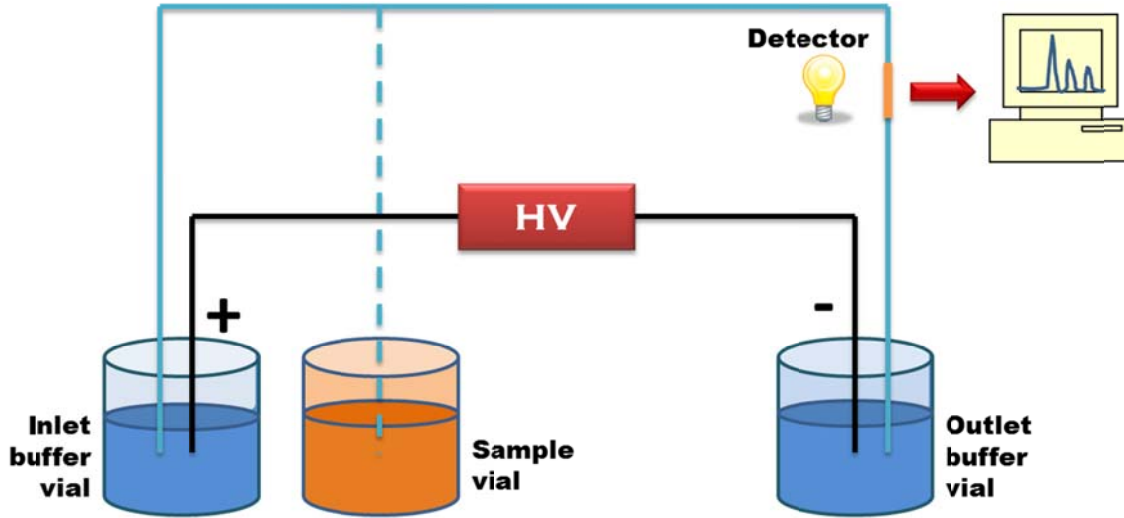 Detector
HV
+
-
Inlet
buffer
vial
Sample
vial
Outlet
buffer
vial